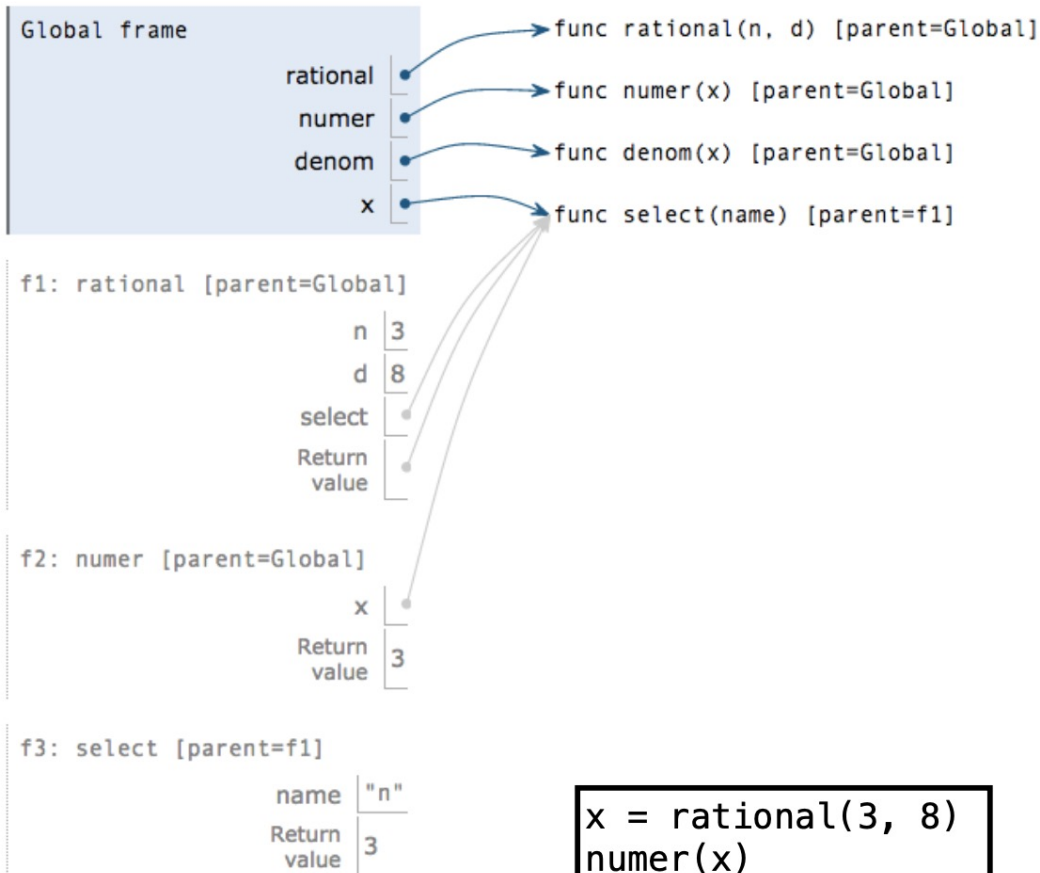 Global frame
func rational(n, d) [parent=Global]
rational
numer
func numer(x) [parent=Global]
denom
func denom(x) [parent=Global]
x
func select(name) [parent=f1]
f1: rational [parent=Global]
n 3
d 8
select
Return
value
f2: numer [parent=Global]
x
Return
value 3
f3: select [parent=f1]
name "n"
Return
value 3
x = rational(3, 8)
numer(x)